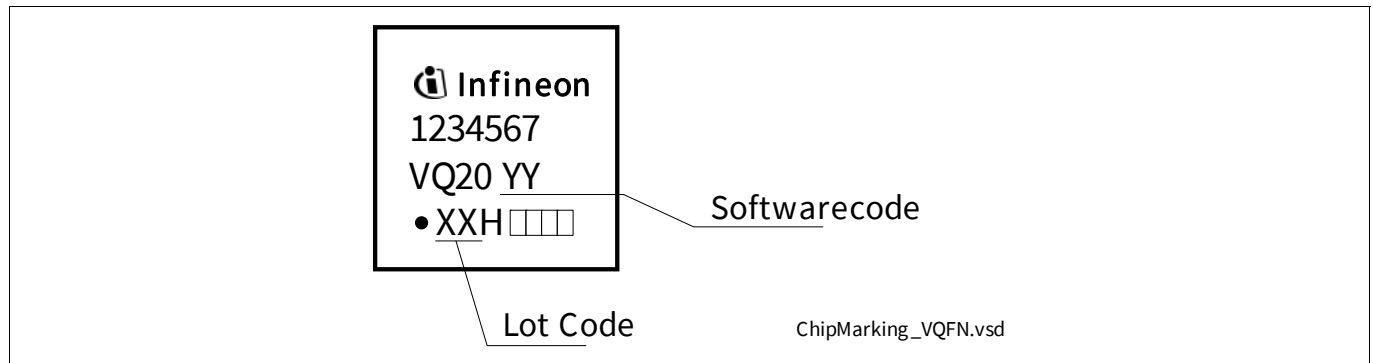 Infineon
1234567
VQ20 YY
●XXH□□□□
Softwarecode
Lot Code
ChipMarking_VQFN.vsd